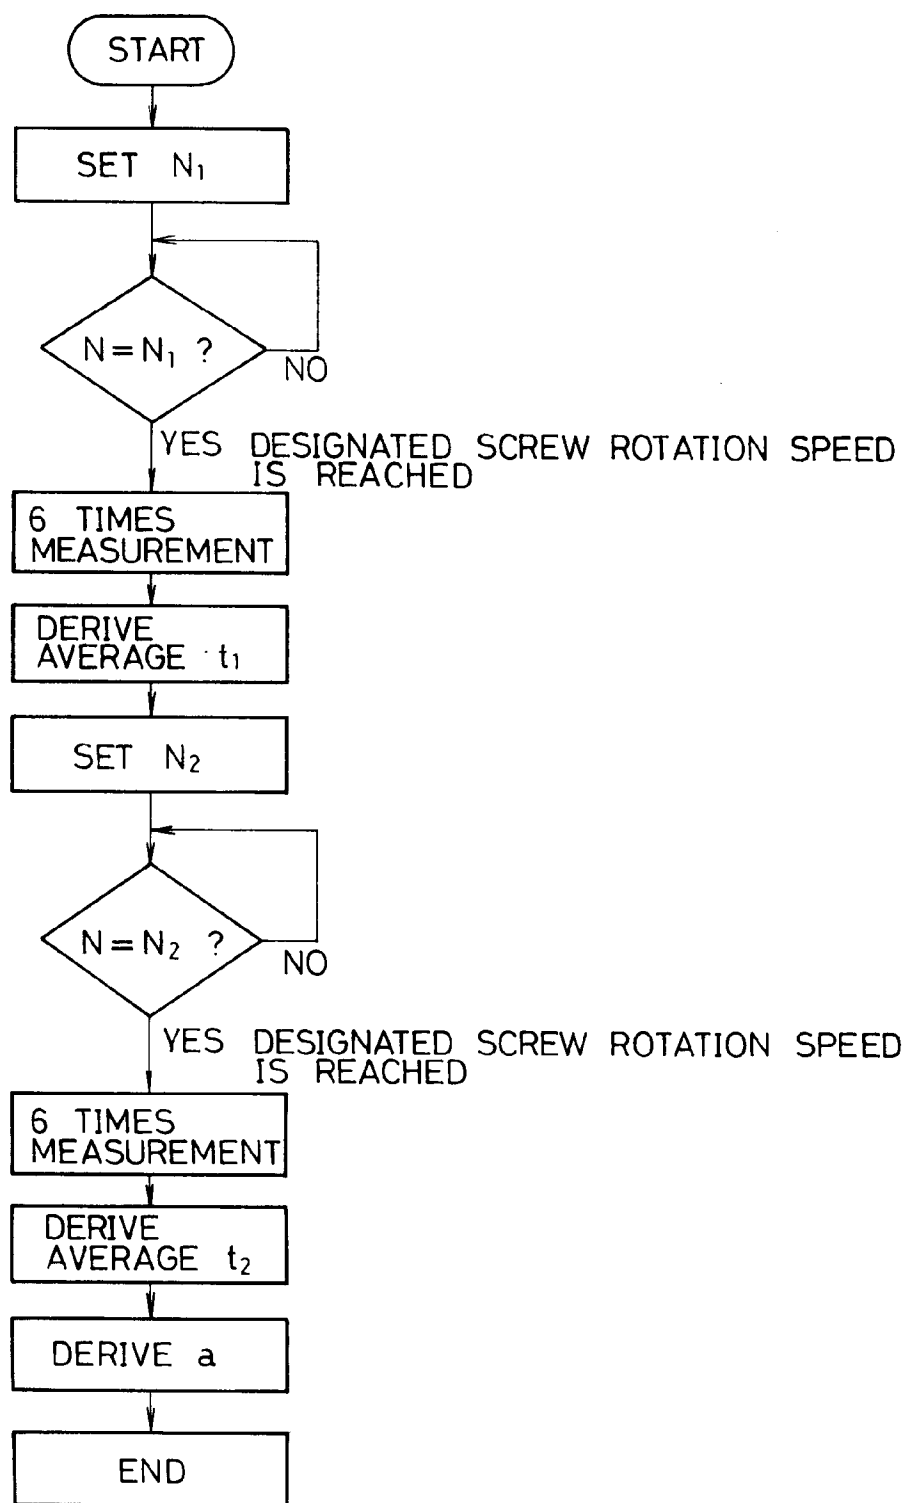 START
SET N₁
N=N₁ ?
NO
YES DESIGNATED SCREW ROTATION SPEED
IS REACHED
6 TIMES
MEASUREMENT
DERIVE
AVERAGE t₁
SET N₂
N=N₂ ?
NO
YES DESIGNATED SCREW ROTATION SPEED
IS REACHED
6 TIMES
MEASUREMENT
DERIVE
AVERAGE t₂
DERIVE a
END